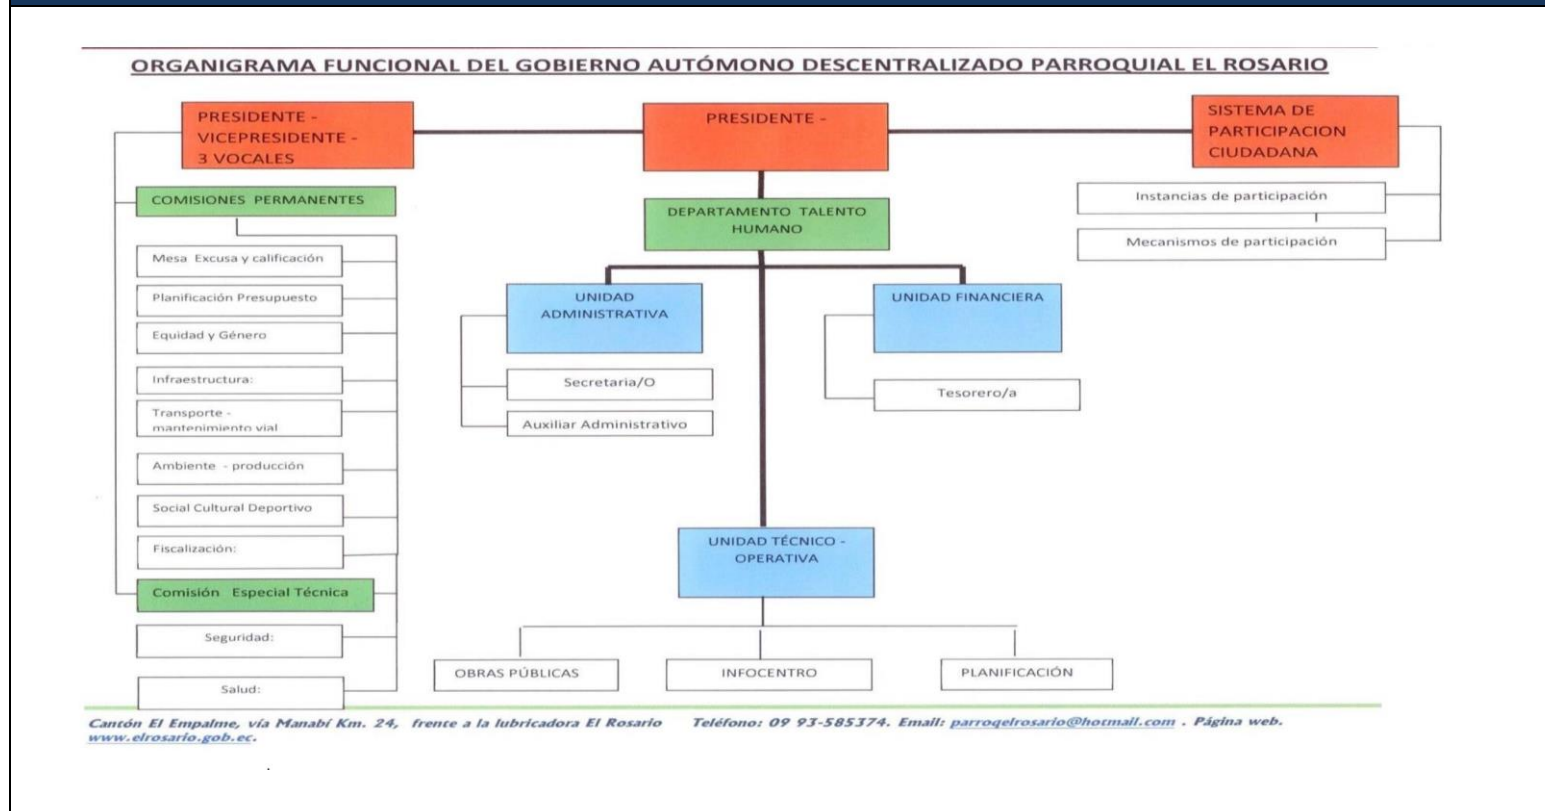 ORGANIGRAMA FUNCIONAL DEL GOBIERNO AUTÓMONO DESCENTRALIZADO PARROQUIAL EL ROSARIO
PRESIDENTE -
VICEPRESIDENTE -
3 VOCALES
PRESIDENTE -
SISTEMA DE
PARTICIPACION
CIUDADANA
COMISIONES PERMANENTES
Mesa Excusa y calificación
Planificación Presupuesto
Equidad y Género
Infraestructura:
Transporte -
mantenimiento vial
Ambiente - producción
Social Cultural Deportivo
Fiscalización:
Comisión Especial Técnica
Seguridad:
Salud:
DEPARTAMENTO TALENTO
HUMANO
UNIDAD
ADMINISTRATIVA
Secretaria/O
Auxiliar Administrativo
UNIDAD FINANCIERA
Tesorero/a
UNIDAD TÉCNICO -
OPERATIVA
OBRAS PÚBLICAS
INFOCENTRO
PLANIFICACIÓN
Instancias de participación
Mecanismos de participación
Cantón El Empalme, vía Manabí Km. 24, frente a la lubricadora El Rosario Teléfono: 09 93-585374. Email: parroqelrosario@hotmail.com . Página web.
www.elrosario.gob.ec.